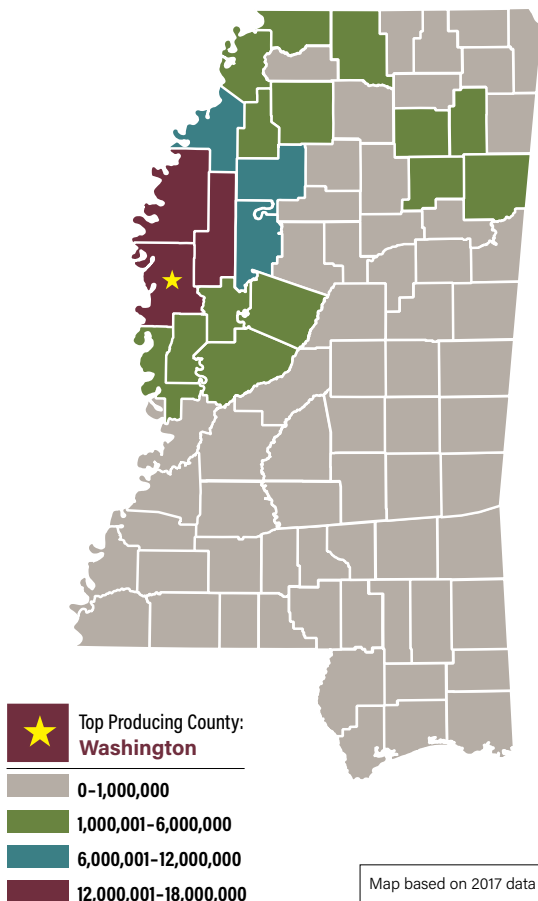 Top Producing County:
Washington
0–1,000,000
1,000,001–6,000,000
6,000,001–12,000,000
12,000,001–18,000,000
Map based on 2017 data